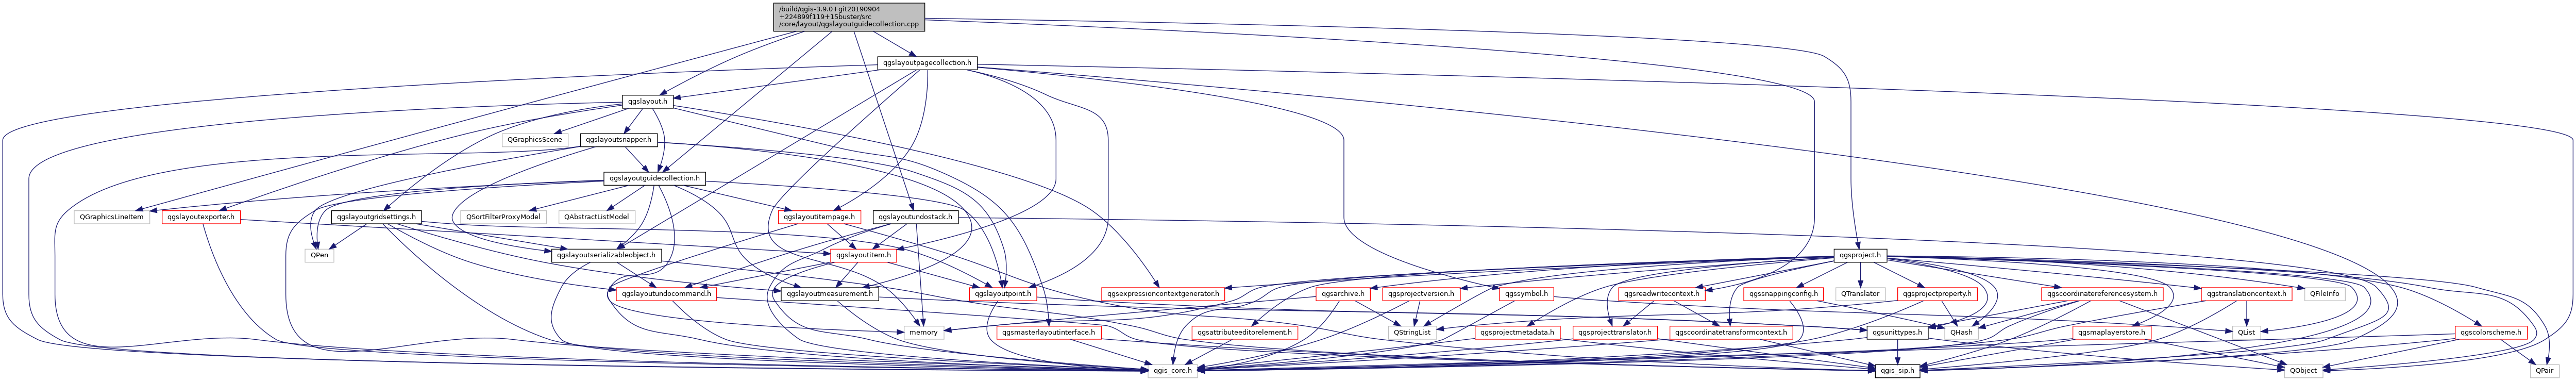 /build/qgis-3.9.0+git20190904
+224899f119+15buster/src
/core/layout/qgslayoutguidecollection.cpp
qgslayoutpagecollection.h
qgslayout.h
QGraphicsScene
qgslayoutsnapper.h
qgslayoutguidecollection.h
QGraphicsLineItem
qgslayoutexporter.h
qgslayoutgridsettings.h
QSortFilterProxyModel
QAbstractListModel
qgslayoutitempage.h
qgslayoutundostack.h
QPen
qgslayoutserializableobject.h
qgslayoutitem.h
qgsproject.h
qgslayoutundocommand.h
qgslayoutmeasurement.h
qgslayoutpoint.h
qgsexpressioncontextgenerator.h
qgsarchive.h
qgsprojectversion.h
qgssymbol.h
qgsreadwritecontext.h
qgssnappingconfig.h
QTranslator
qgsprojectproperty.h
qgscoordinatereferencesystem.h
qgstranslationcontext.h
QFileInfo
memory
qgsmasterlayoutinterface.h
qgsattributeeditorelement.h
QStringList
qgsprojectmetadata.h
qgsprojecttranslator.h
qgscoordinatetransformcontext.h
qgsunittypes.h
QHash
qgsmaplayerstore.h
QList
qgscolorscheme.h
qgis_core.h
qgis_sip.h
QObject
QPair